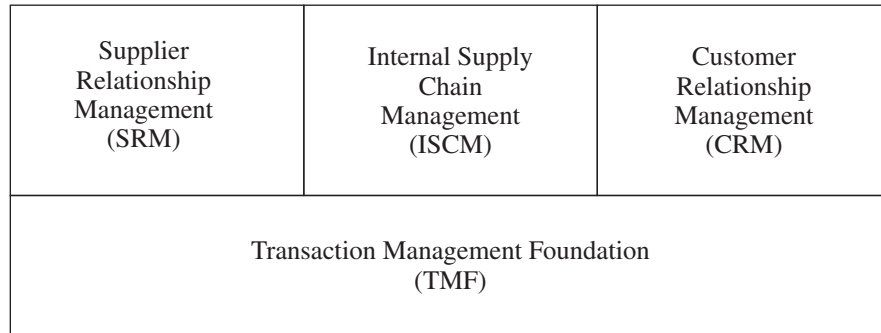 Supplier
Relationship
Management
(SRM)
Internal Supply
Chain
Management
(ISCM)
Customer
Relationship
Management
(CRM)
Transaction Management Foundation
(TMF)